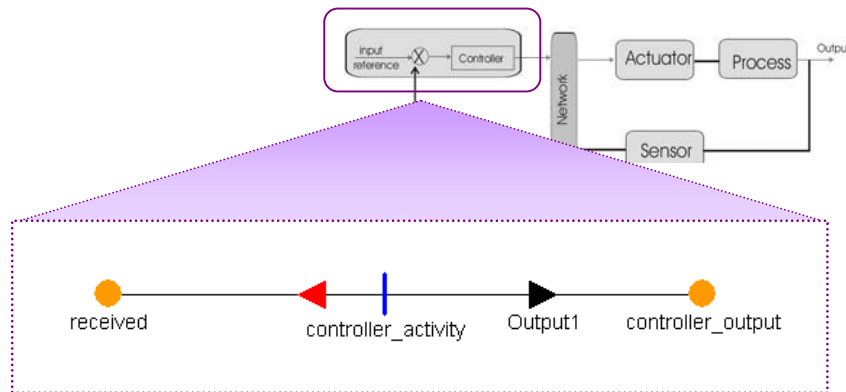 input
reference
Controller
Network
Actuator
Process
Output
Sensor
received
controller_activity
Output1
controller_output